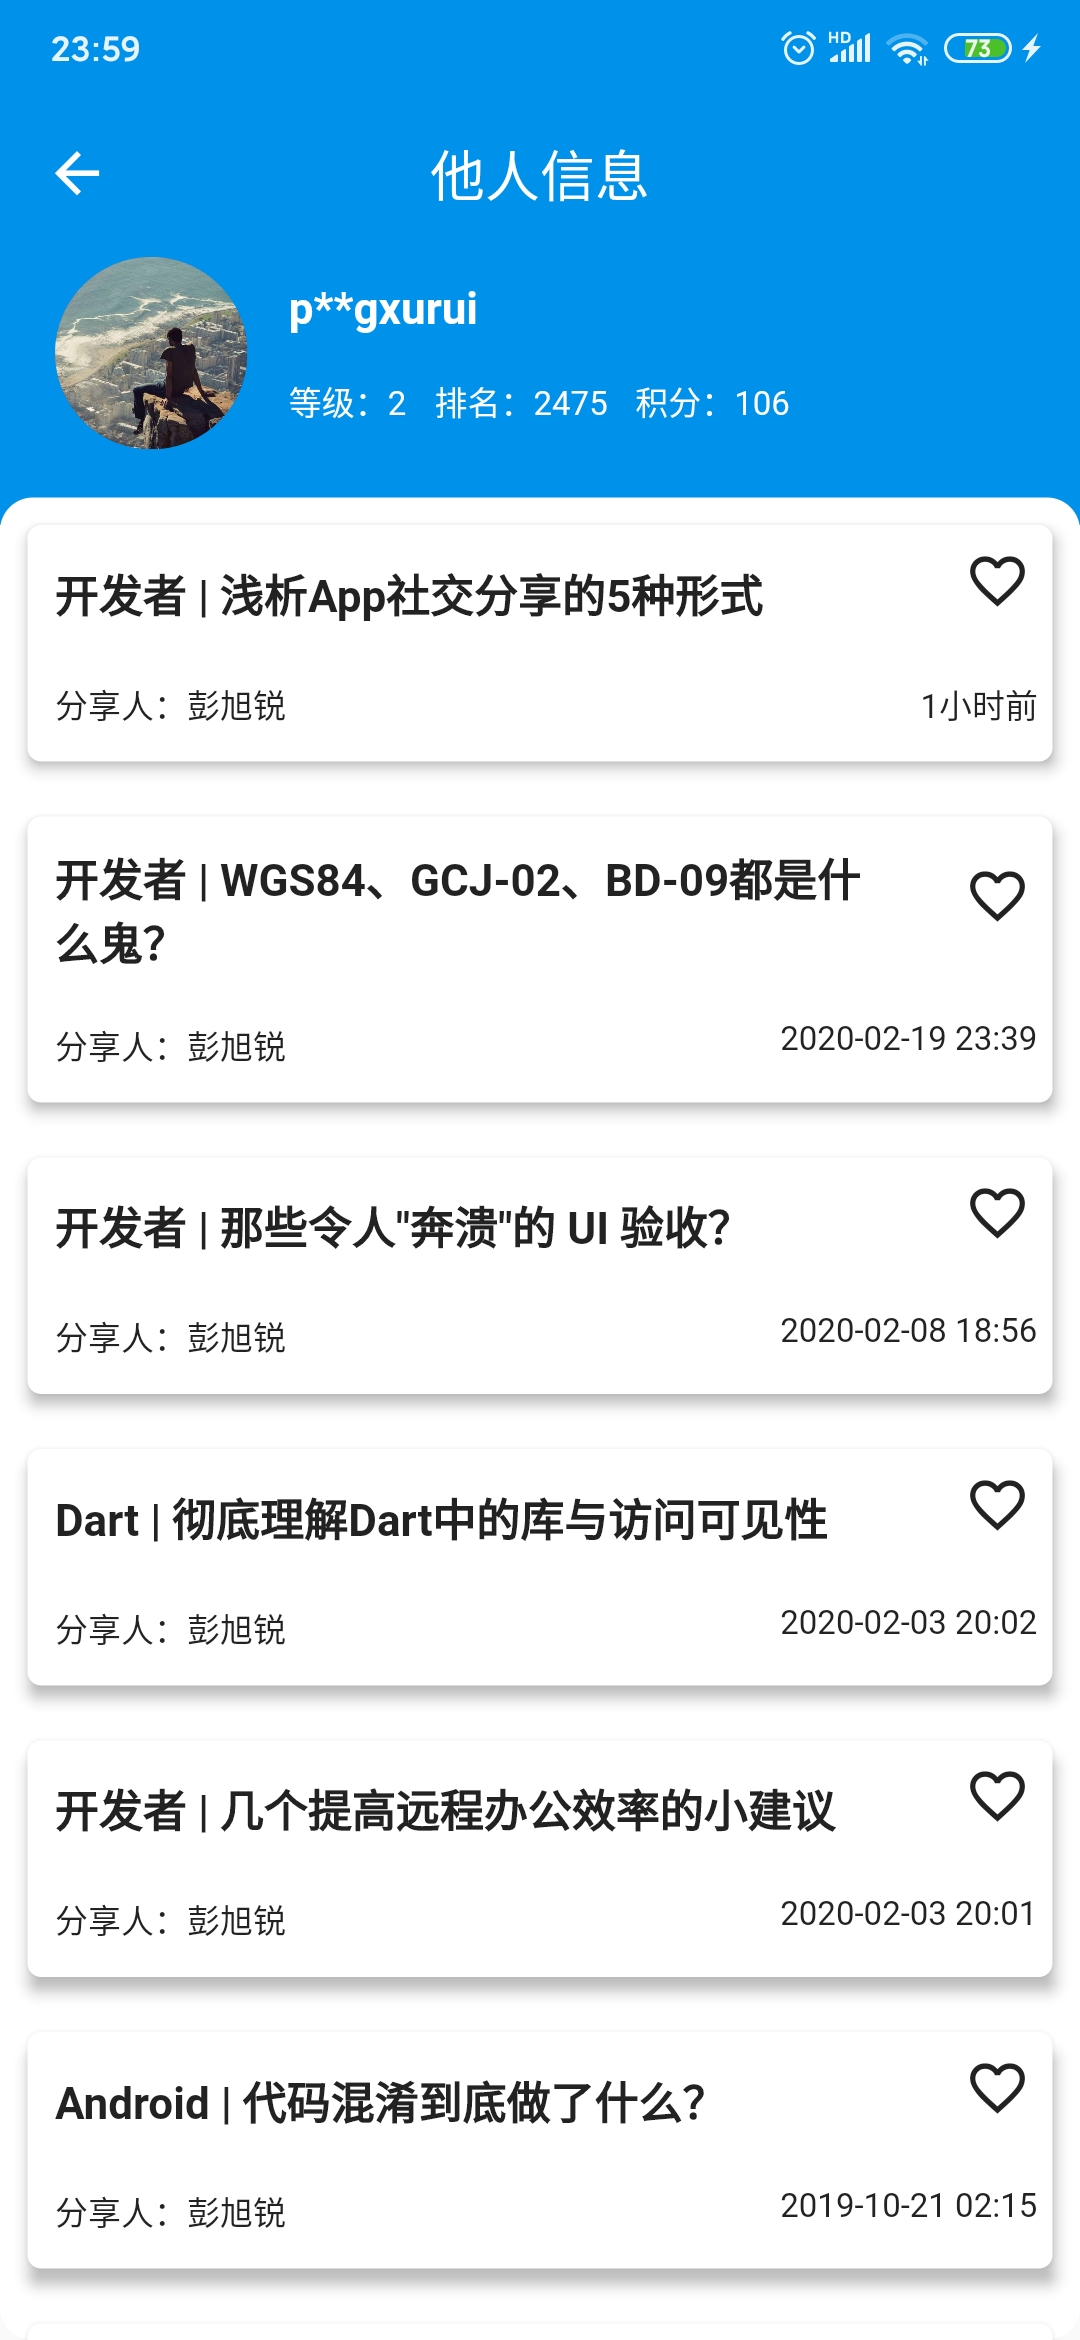 23:59
HD
73
他人信息
p**gxurui
等级：2 排名：2475 积分：106
开发者 | 浅析App社交分享的5种形式
分享人：彭旭锐
1小时前
开发者 | WGS84、GCJ-02、BD-09都是什
么鬼？
分享人：彭旭锐
2020-02-19 23:39
开发者 | 那些令人"奔溃"的 UI 验收？
分享人：彭旭锐
2020-02-08 18:56
Dart | 彻底理解Dart中的库与访问可见性
分享人：彭旭锐
2020-02-03 20:02
开发者 | 几个提高远程办公效率的小建议
分享人：彭旭锐
2020-02-03 20:01
Android | 代码混淆到底做了什么？
分享人：彭旭锐
2019-10-21 02:15